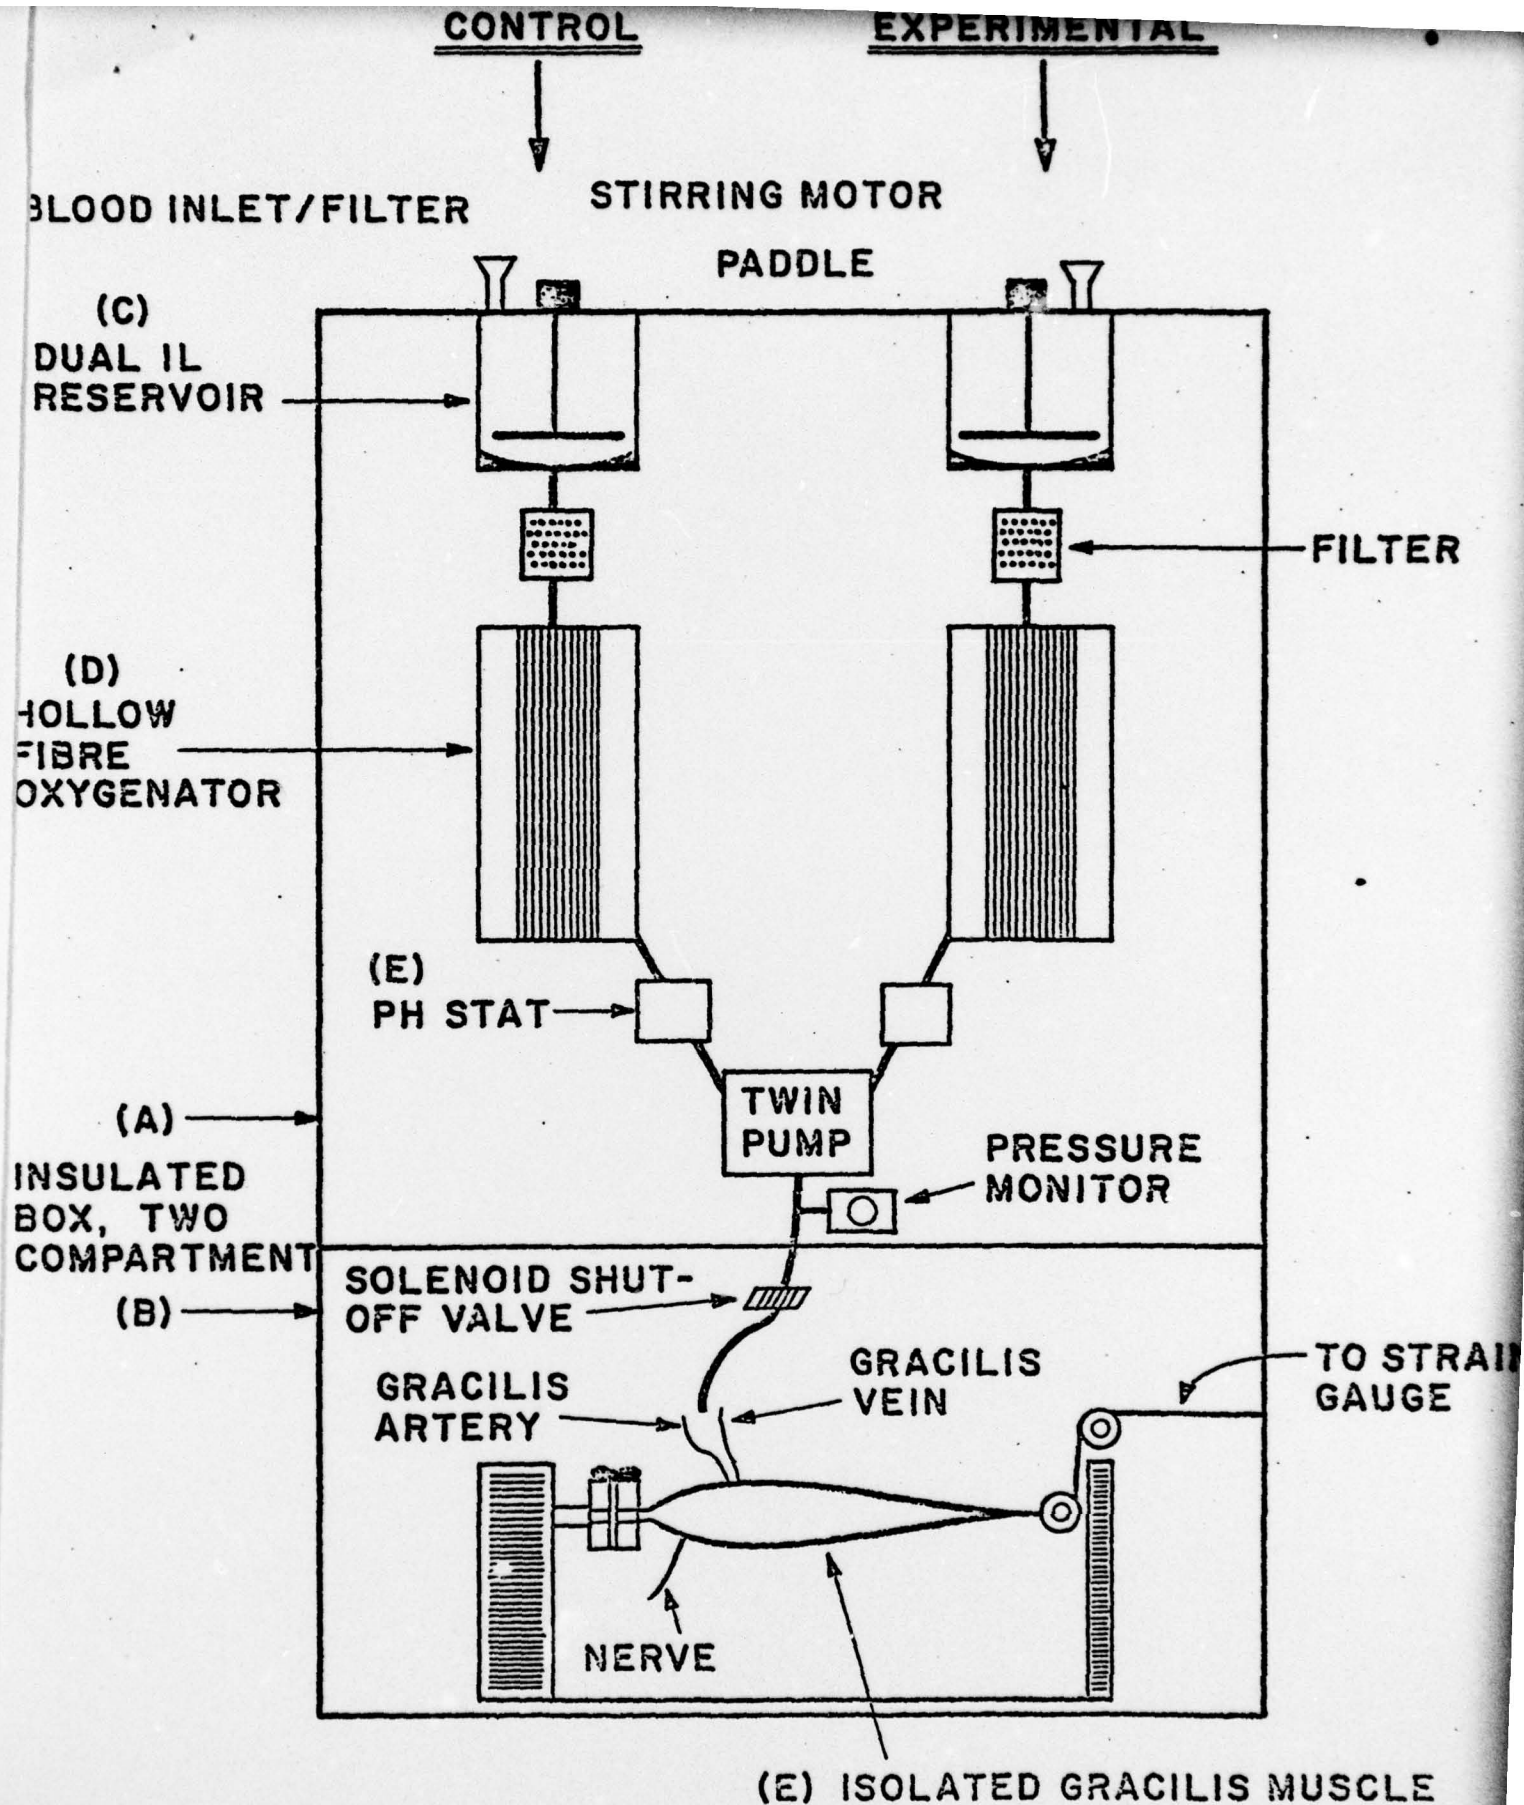 CONTROL
EXPERIMENTAL
BLOOD INLET/FILTER
STIRRING MOTOR
PADDLE
(C)
DUAL IL
RESERVOIR
FILTER
(D)
HOLLOW
FIBRE
OXYGENATOR
(E)
PH STAT
(A)
TWIN
PUMP
PRESSURE
MONITOR
INSULATED
BOX, TWO
COMPARTMENT
(B)
SOLENOID SHUT-
OFF VALVE
GRACILIS
ARTERY
GRACILIS
VEIN
TO STRAIN
GAUGE
NERVE
(E) ISOLATED GRACILIS MUSCLE